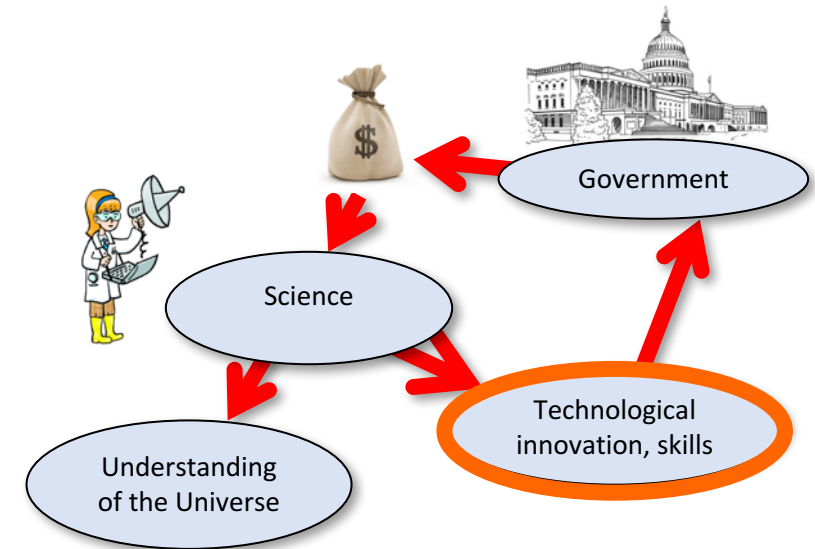 $
Government
Science
Technological
innovation, skills
Understanding
of the Universe